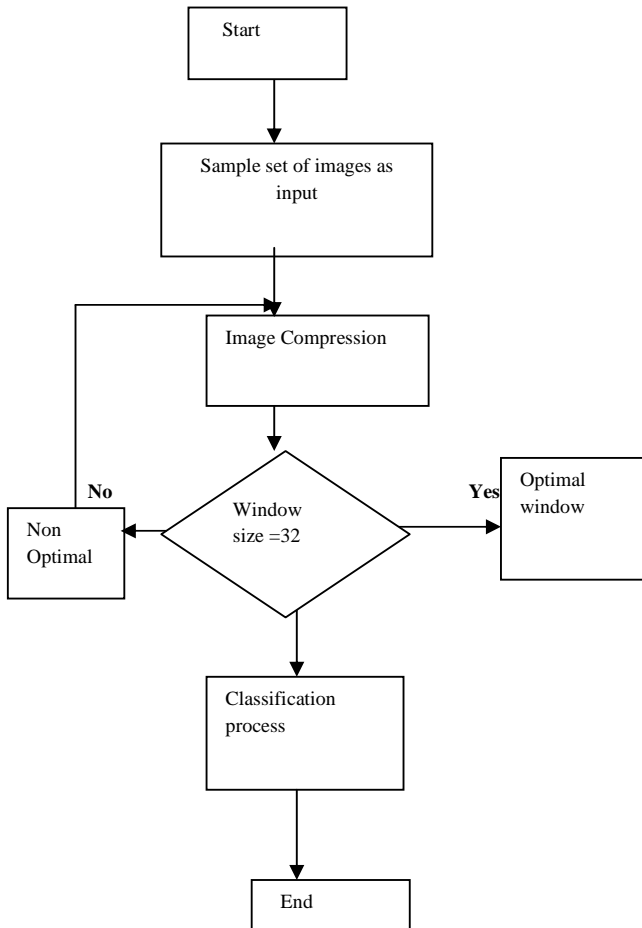 Start
Sample set of images as
input
Image Compression
No
Yes
Optimal
window
Window
size =32
Non
Optimal
Classification
process
End